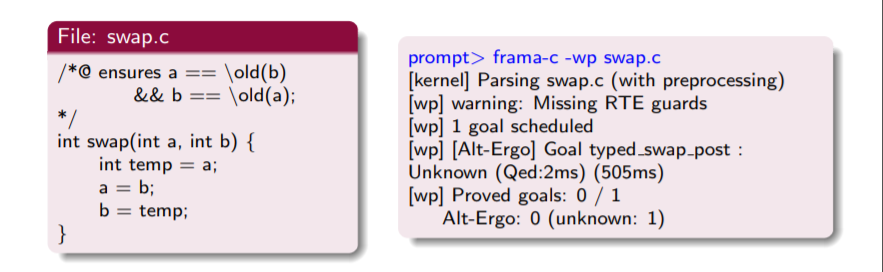 File: swap.c
/*@ ensures a == \old(b)
&& b == \old(a);
*/
int swap(int a, int b) {
int temp = a;
a = b;
b = temp;
}
prompt> frama-c -wp swap.c
[kernel] Parsing swap.c (with preprocessing)
[wp] warning: Missing RTE guards
[wp] 1 goal scheduled
[wp] [Alt-Ergo] Goal typed_swap_post :
Unknown (Qed:2ms) (505ms)
[wp] Proved goals: 0 / 1
Alt-Ergo: 0 (unknown: 1)